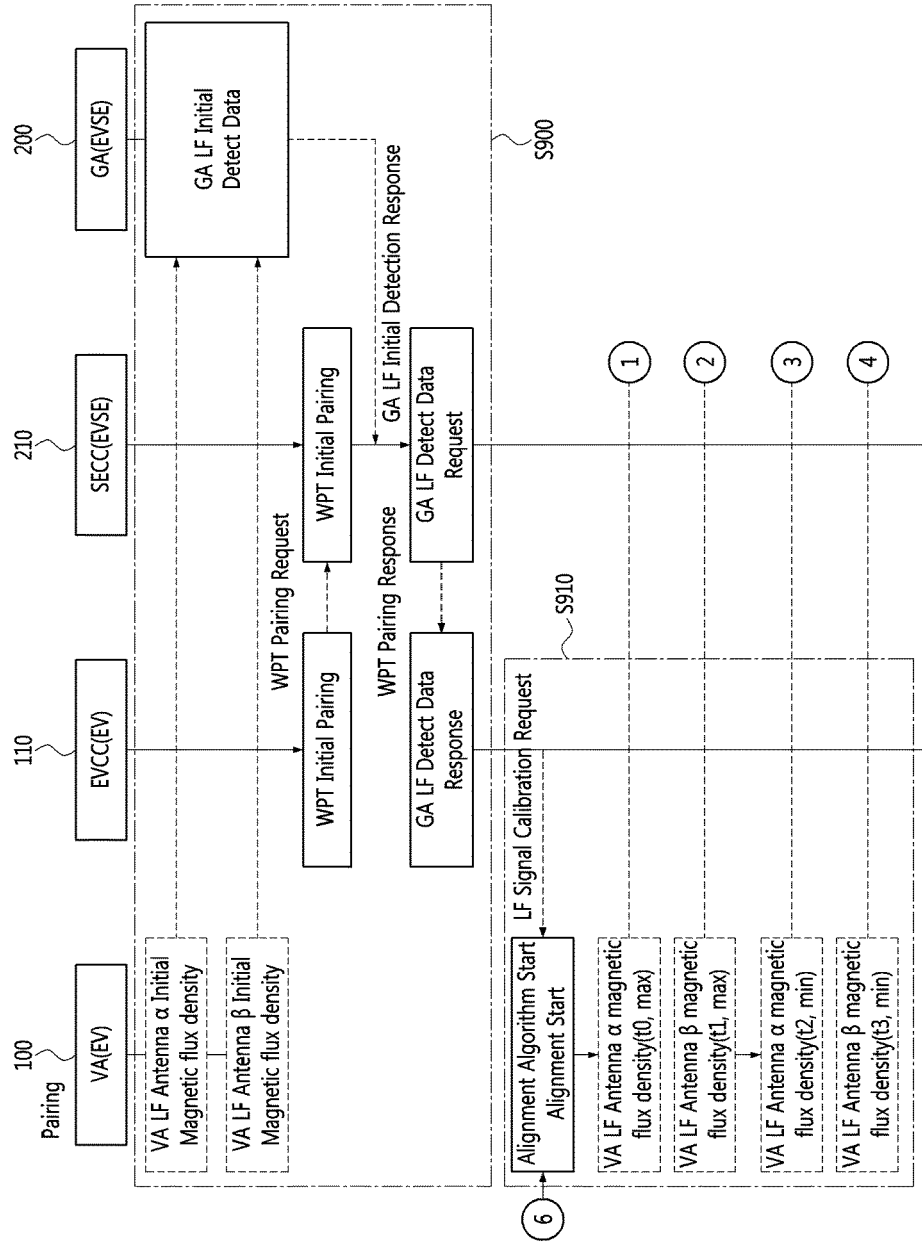 Pairing
100
110
210
200
VA(EV)
EVCC(EV)
SECC(EVSE)
GA(EVSE)
VA LF Antenna α Initial
Magnetic flux density
VA LF Antenna β Initial
Magnetic flux density
GA LF Initial
Detect Data
WPT Pairing Request
WPT Initial Pairing
WPT Initial Pairing
GA LF Initial Detection Response
WPT Pairing Response
GA LF Detect Data
Response
GA LF Detect Data
Request
S900
S910
LF Signal Calibration Request
6
Alignment Algorithm Start
Alignment Start
VA LF Antenna α magnetic
flux density(t0, max)
1
VA LF Antenna β magnetic
flux density(t1, max)
2
VA LF Antenna α magnetic
flux density(t2, min)
3
VA LF Antenna β magnetic
flux density(t3, min)
4